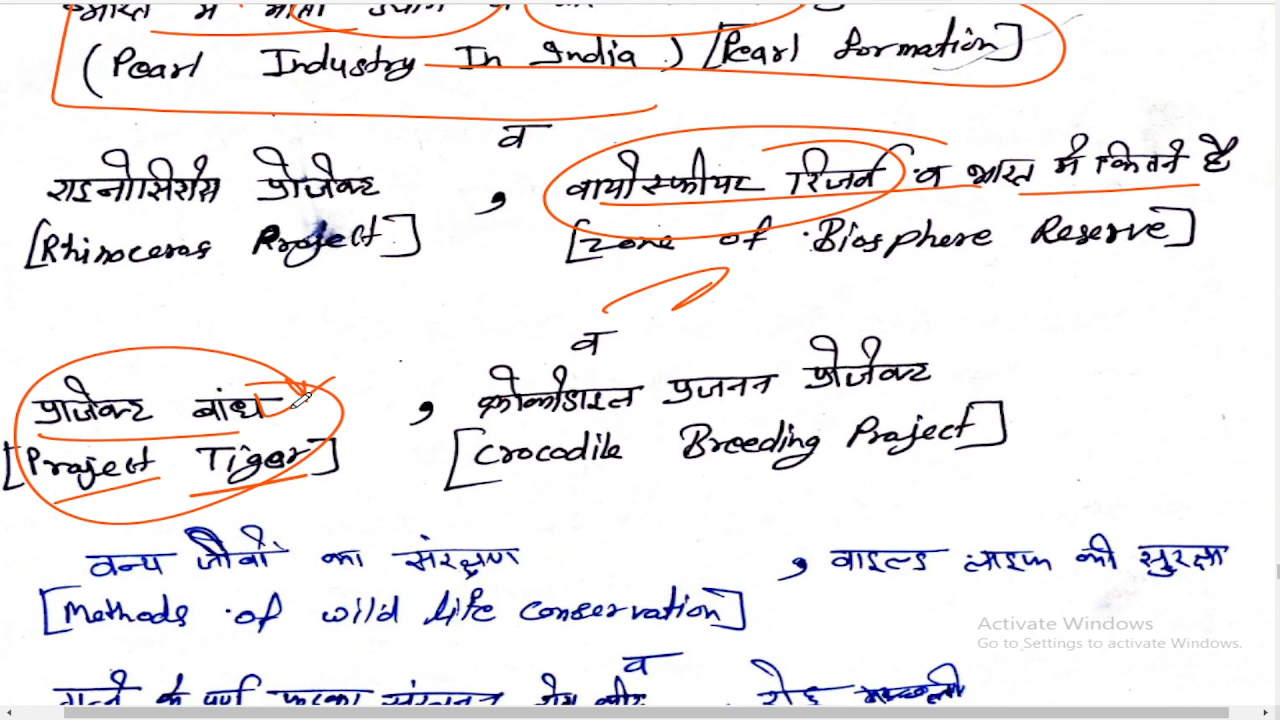 भारत में मोती उद्योग व
(Pearl Industry In India) [Pearl formation]
व
राइनोसिरॉस प्रोजेक्ट , बायोस्फीयर रिजर्व व भारत में कितने है
[Rhinoceros Project] [zone of Biosphere Reserve]
व
प्रोजेक्ट बांघ , क्रोकोडाइल प्रजनन प्रोजेक्ट
[Project Tiger] [Crocodile Breeding Project]
वन्य जीवों का संरक्षण , वाइल्ड लाइफ की सुरक्षा
[Methods of wild life conservation]
Activate Windows
Go to Settings to activate Windows.
व